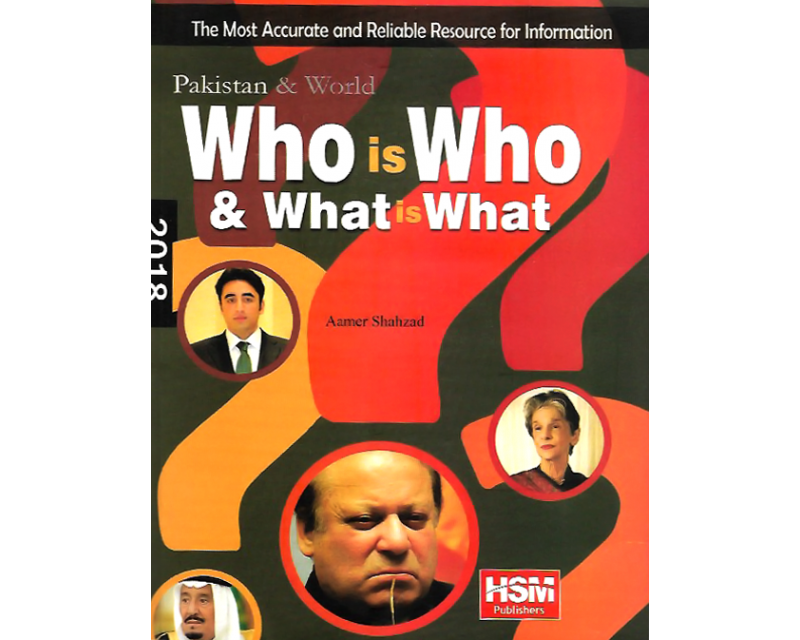 The Most Accurate and Reliable Resource for Information
Pakistan & World
Who is Who
& What is What
2018
Aamer Shahzad
HSM
Publishers